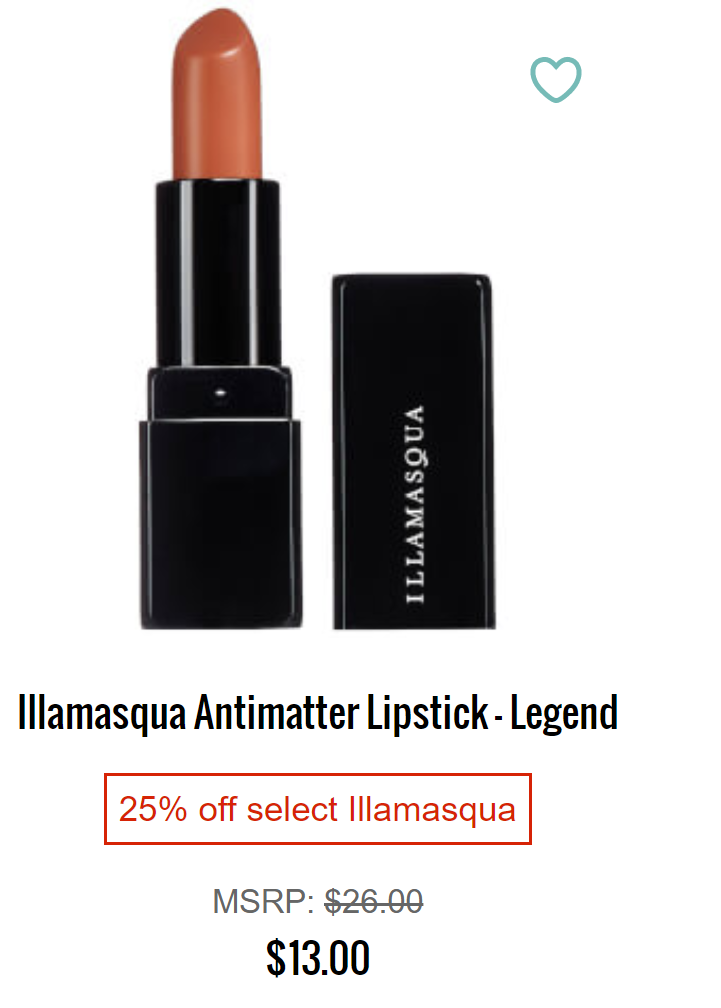 ILLAMASQUA
Illamasqua Antimatter Lipstick - Legend
25% off select Illamasqua
MSRP: $26.00
$13.00